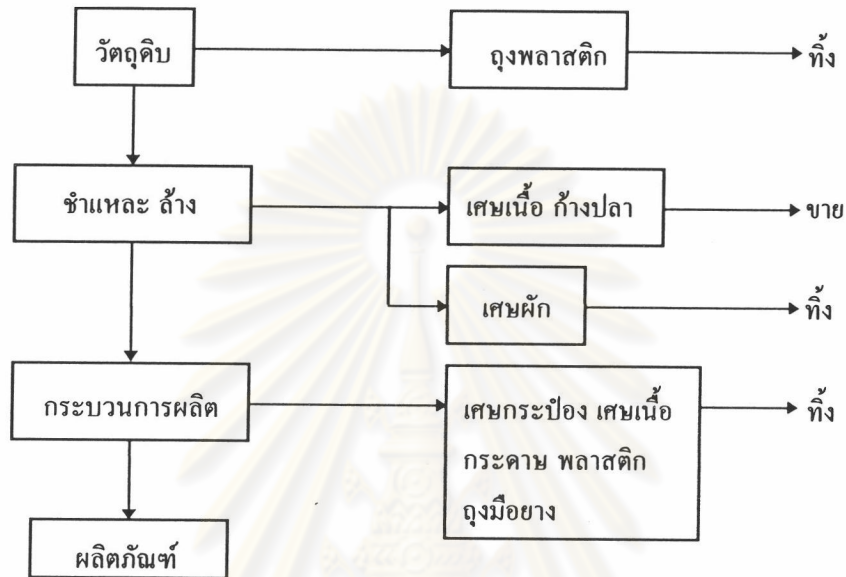 วัตถุดิบ
ถุงพลาสติก
ทิ้ง
ชำแหละ ล้าง
เศษเนื้อ ก้างปลา
ขาย
เศษผัก
ทิ้ง
กระบวนการผลิต
เศษกระป๋อง เศษเนื้อ
กระดาษ พลาสติก
ถุงมือยาง
ทิ้ง
ผลิตภัณฑ์